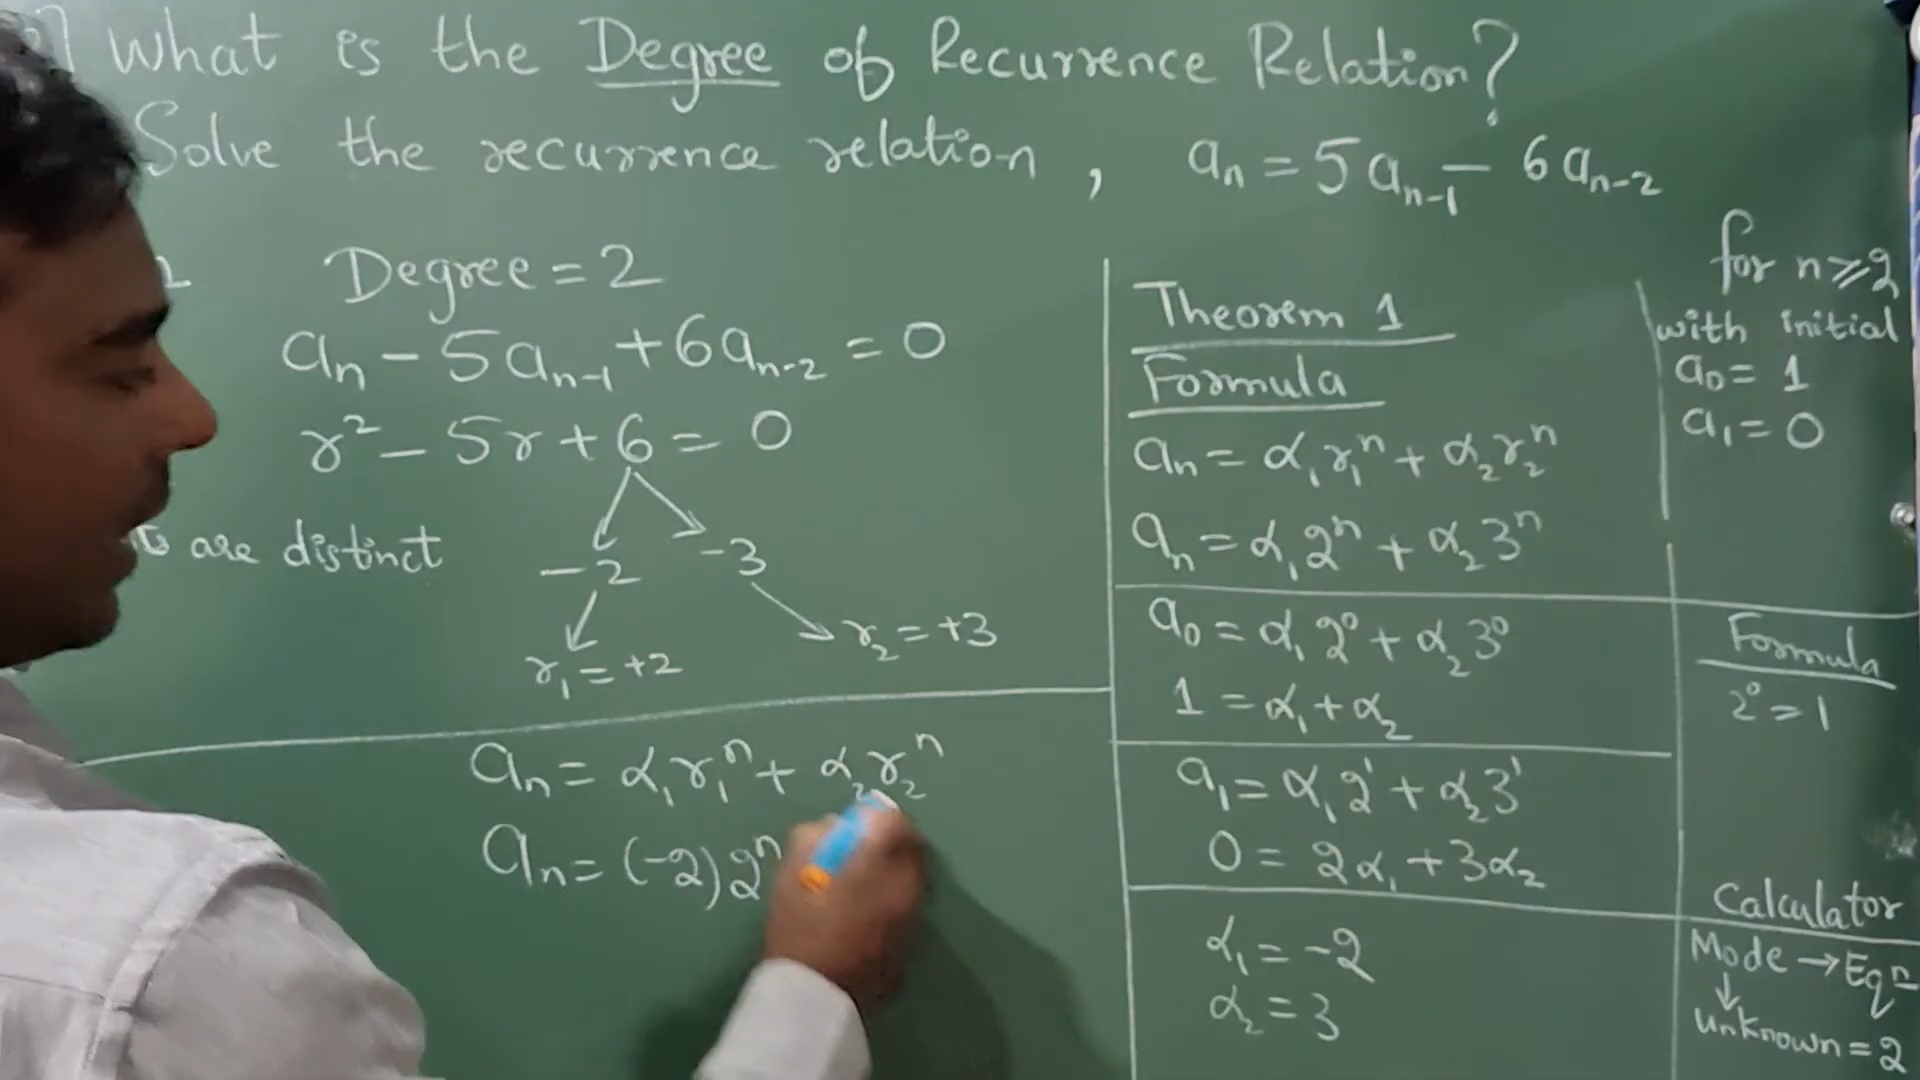 What is the Degree of Recurrence Relation?
Solve the recurrence relation, aₙ = 5aₙ₋₁ − 6aₙ₋₂
for n ≥ 2
with initial
a₀ = 1
a₁ = 0
Degree = 2
aₙ − 5aₙ₋₁ + 6aₙ₋₂ = 0
r² − 5r + 6 = 0
are distinct
−2 −3
r₁ = +2
r₂ = +3
aₙ = α₁r₁ⁿ + α₂r₂ⁿ
aₙ = (−2)2ⁿ
Theorem 1
Formula
aₙ = α₁r₁ⁿ + α₂r₂ⁿ
aₙ = α₁2ⁿ + α₂3ⁿ
a₀ = α₁2⁰ + α₂3⁰
1 = α₁ + α₂
a₁ = α₁2¹ + α₂3¹
0 = 2α₁ + 3α₂
α₁ = −2
α₂ = 3
Formula
2⁰ = 1
Calculator
Mode → Eqⁿ
↓
unknown = 2